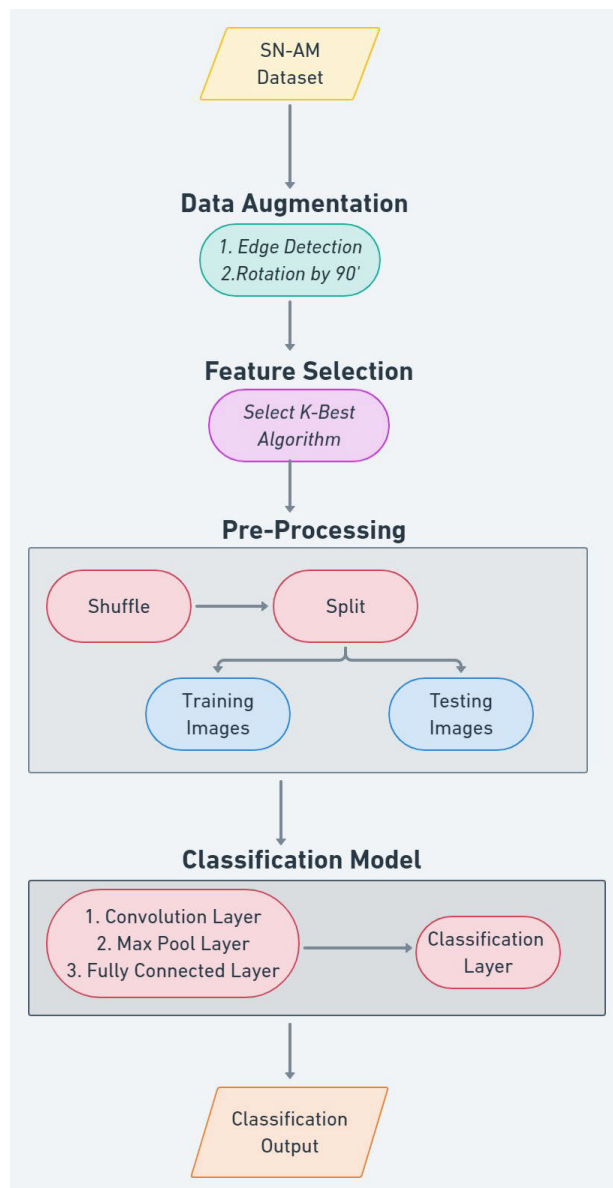 SN-AM
Dataset
Data Augmentation
1. Edge Detection
2.Rotation by 90'
Feature Selection
Select K-Best
Algorithm
Pre-Processing
Shuffle
Split
Training
Images
Testing
Images
Classification Model
1. Convolution Layer
2. Max Pool Layer
3. Fully Connected Layer
Classification
Layer
Classification
Output